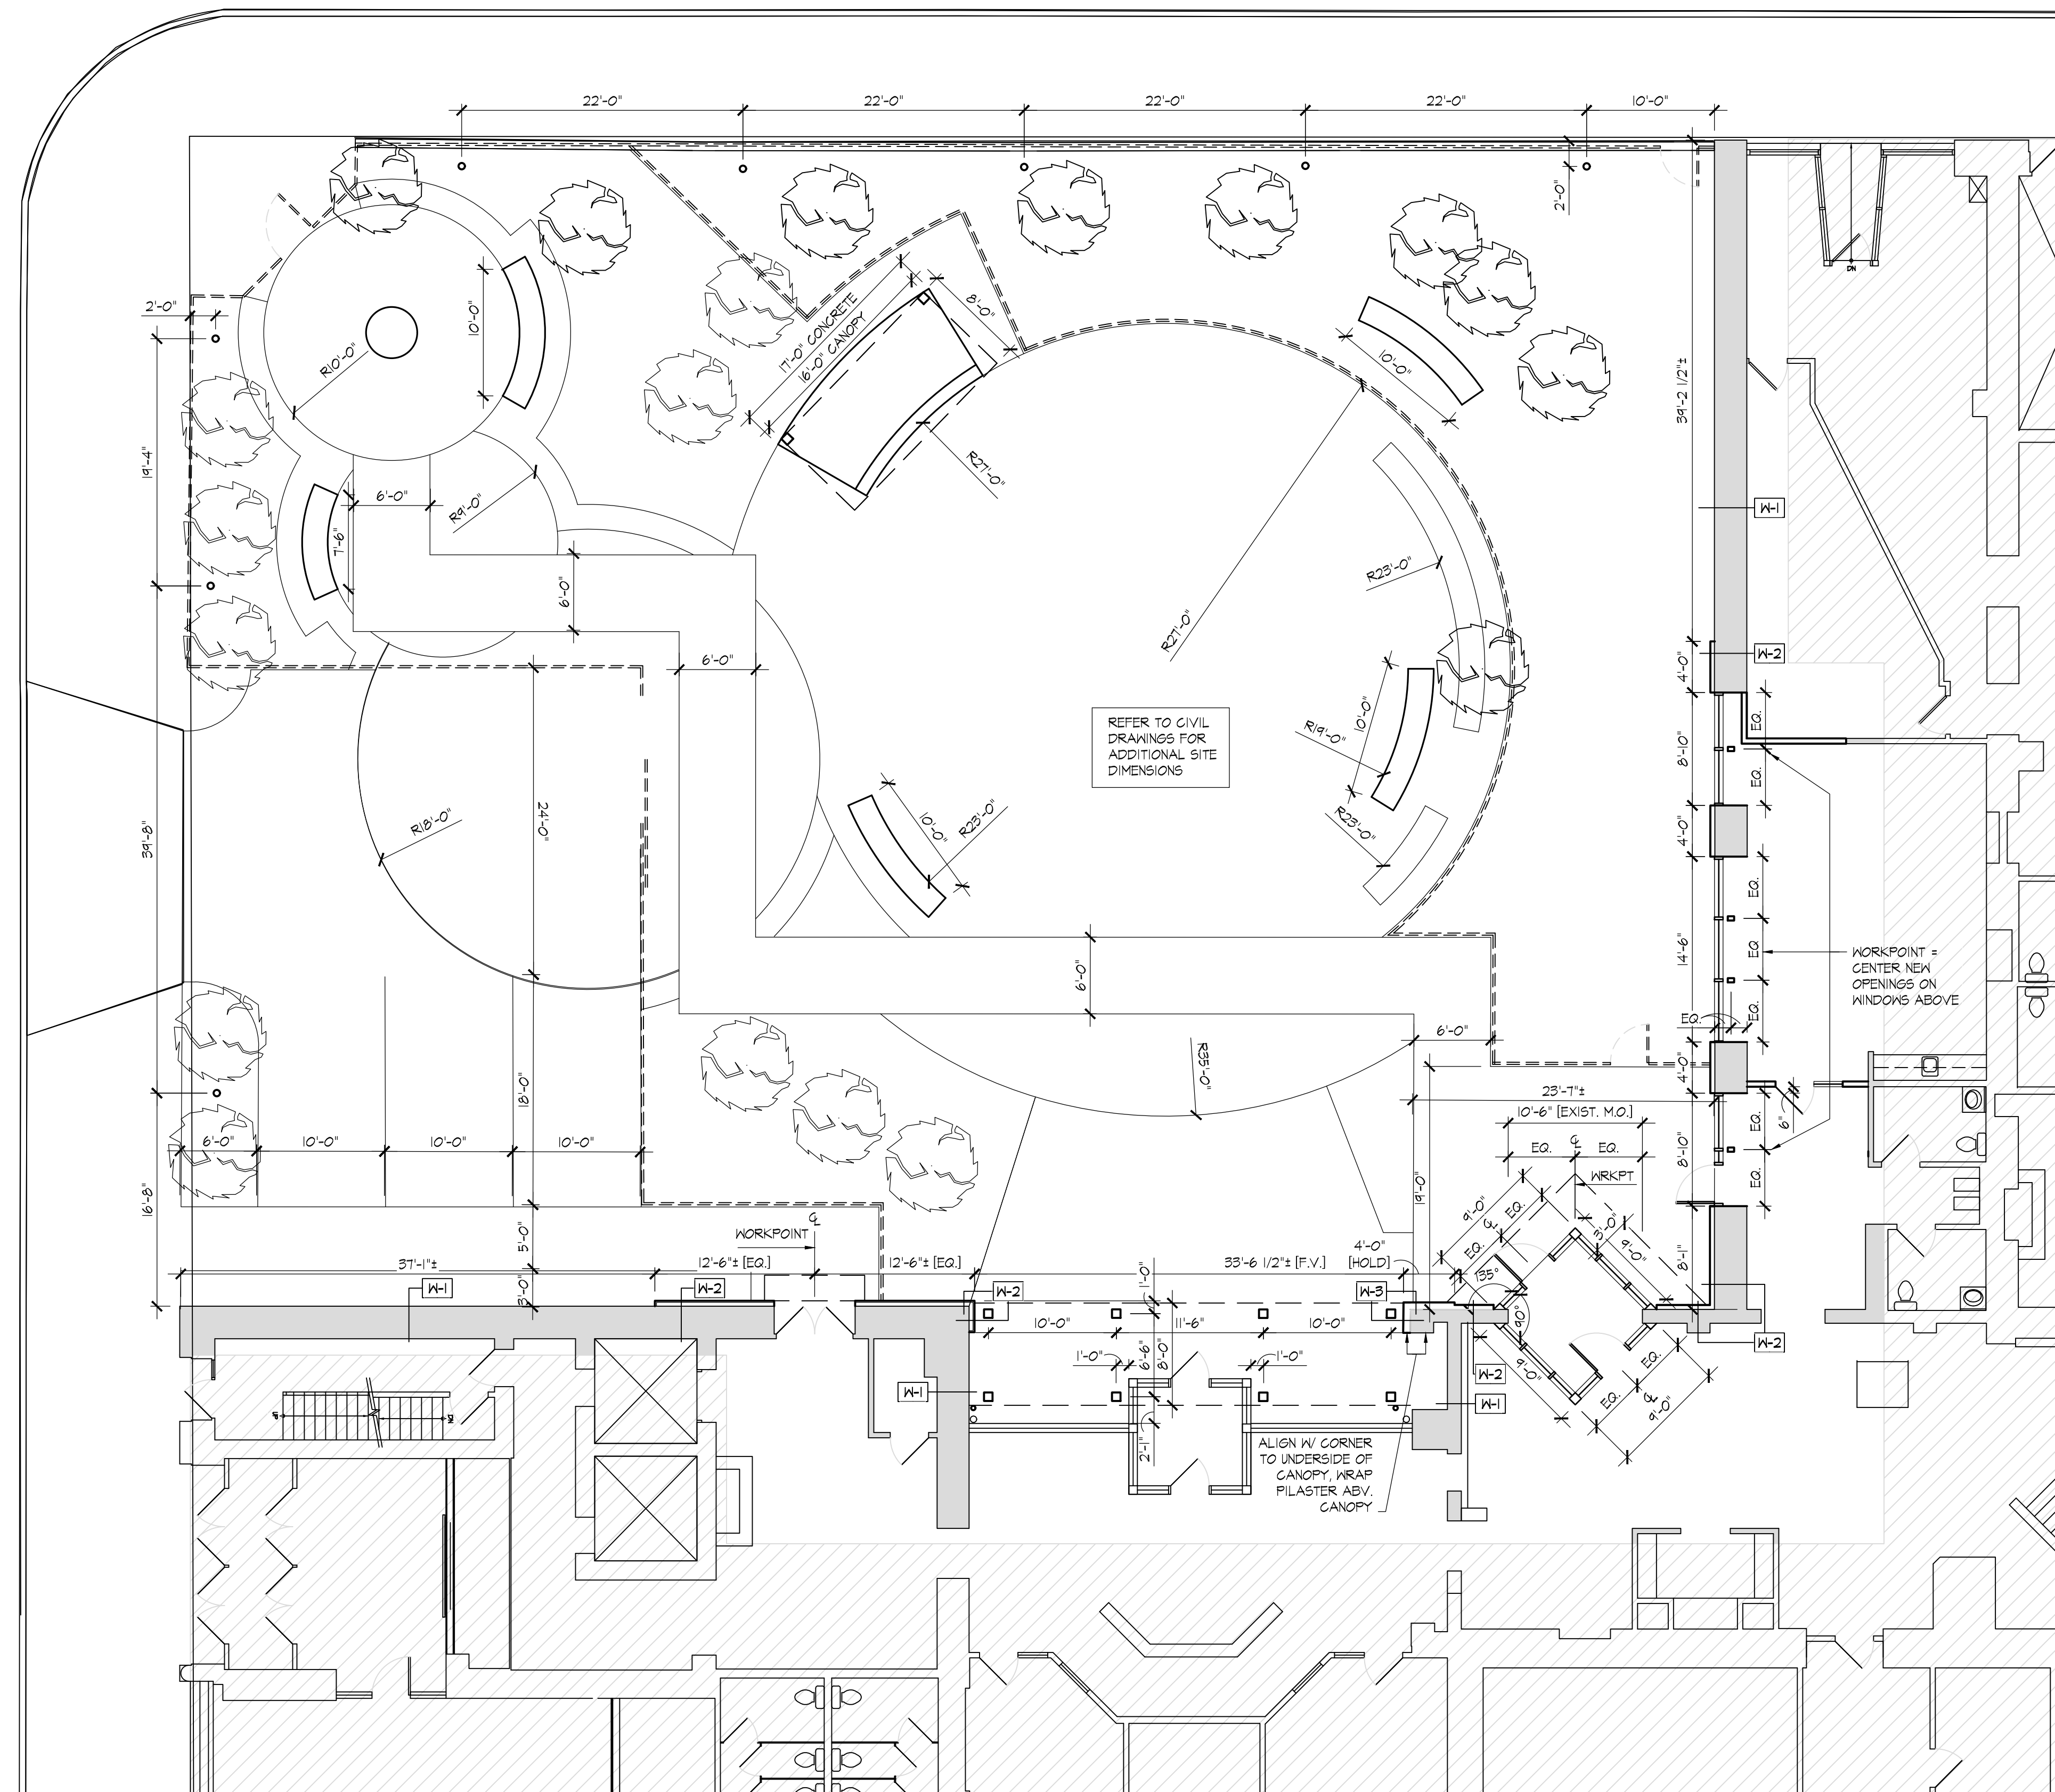 22'-0" 22'-0" 22'-0" 22'-0" 10'-0"
2'-0"
DN
17'-0" CONCRETE
16'-0" CANOPY
8'-0"
2'-0"
10'-0"
R10'-0"
10'-0"
39'-2 1/2"±
19'-4"
6'-0"
R9'-0"
R27'-0"
7'-6"
W-1
6'-0"
R23'-0"
R27'-0"
6'-0"
4'-0"
W-2
REFER TO CIVIL
DRAWINGS FOR
ADDITIONAL SITE
DIMENSIONS
10'-0"
R19'-0"
EQ.
8'-10"
EQ.
39'-8"
R18'-0"
24'-0"
10'-0"
R23'-0"
R23'-0"
4'-0"
EQ.
14'-6"
EQ
EQ.
WORKPOINT =
CENTER NEW
OPENINGS ON
WINDOWS ABOVE
6'-0"
EQ.
6'-0"
R35'-0"
4'-0"
18'-0"
23'-7"±
10'-6" [EXIST. M.O.]
6"
EQ.
6'-0" 10'-0" 10'-0" 10'-0"
EQ. ℄ EQ.
8'-10"
EQ.
16'-8"
19'-0"
WRKPT
9'-0"
EQ.
℄
EQ.
3'-0"
9'-0"
5'-0"
WORKPOINT
℄
37'-1"± 12'-6"± [EQ.] 12'-6"± [EQ.] 33'-6 1/2"± [F.V.]
4'-0"
[HOLD]
8'-1"
3'-0"
W-1
W-2
W-2
1'-0"
W-3
135°
90°
10'-0" 11'-6" 10'-0"
W-2
1'-0"
6'-6"
8'-0"
1'-0"
W-1
W-2
W-1
9'-0"
EQ.
℄
EQ.
9'-0"
UP
DN
2'-1"
ALIGN W/ CORNER
TO UNDERSIDE OF
CANOPY, WRAP
PILASTER ABV.
CANOPY